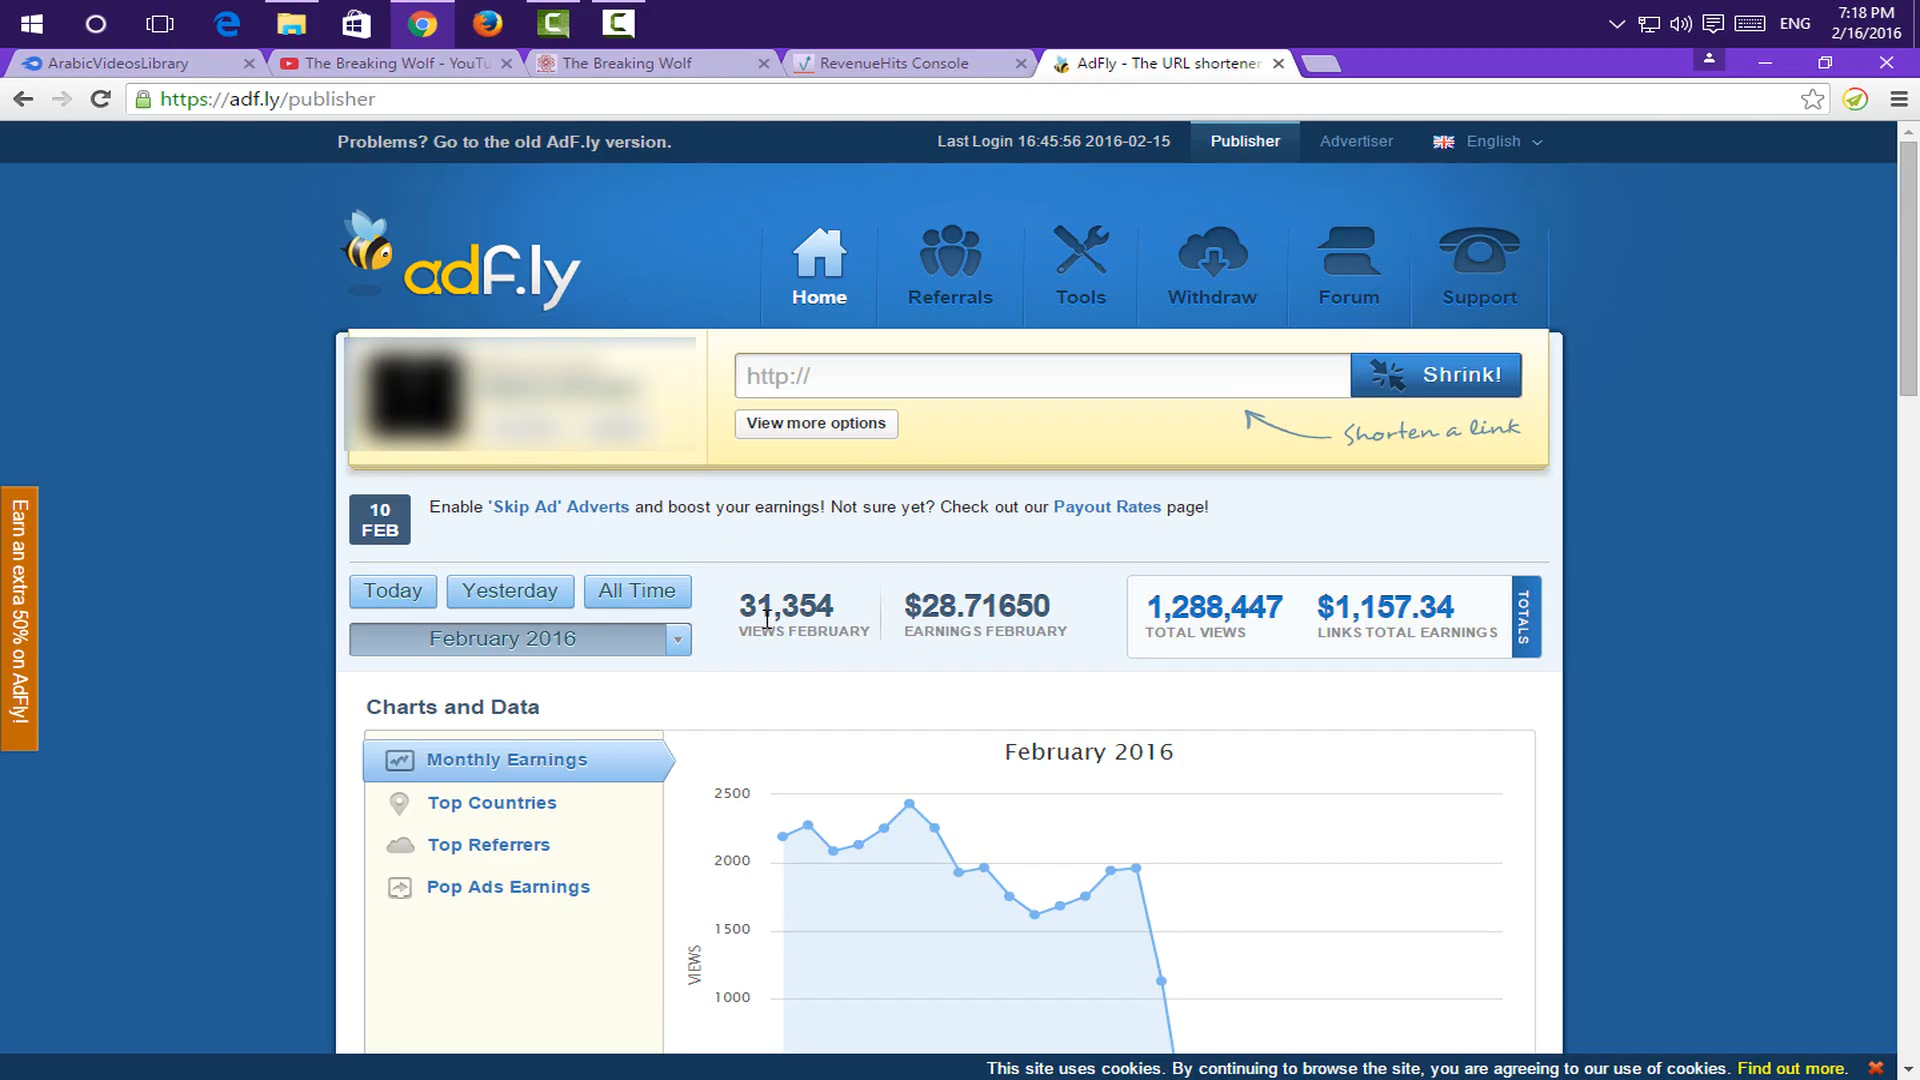 7:18 PM
ENG
2/16/2016
ArabicVideosLibrary
The Breaking Wolf - YouTu
The Breaking Wolf
RevenueHits Console
AdFly - The URL shortener
https://adf.ly/publisher
Problems? Go to the old AdF.ly version.
Last Login 16:45:56 2016-02-15
Publisher
Advertiser
English
adf.ly
Home
Referrals
Tools
Withdraw
Forum
Support
http://
Shrink!
View more options
Shorten a link
10
FEB
Enable 'Skip Ad' Adverts and boost your earnings! Not sure yet? Check out our Payout Rates page!
Earn an extra 50% on AdFly!
Today
Yesterday
All Time
February 2016
31,354
VIEWS FEBRUARY
$28.71650
EARNINGS FEBRUARY
1,288,447
TOTAL VIEWS
$1,157.34
LINKS TOTAL EARNINGS
TOTALS
Charts and Data
Monthly Earnings
Top Countries
Top Referrers
Pop Ads Earnings
February 2016
2500
2000
1500
1000
VIEWS
This site uses cookies. By continuing to browse the site, you are agreeing to our use of cookies. Find out more.